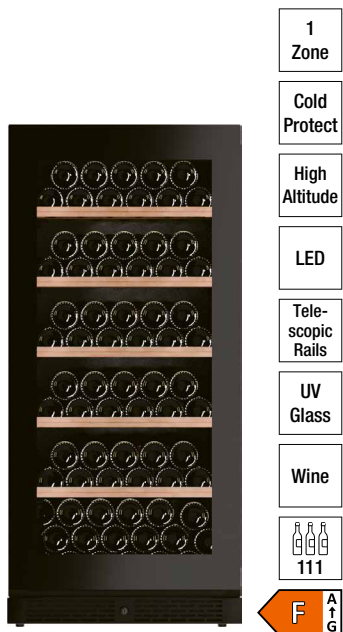 1
Zone
Cold
Protect
High
Altitude
LED
Tele-
scopic
Rails
UV
Glass
Wine
111
F
A
↑
G